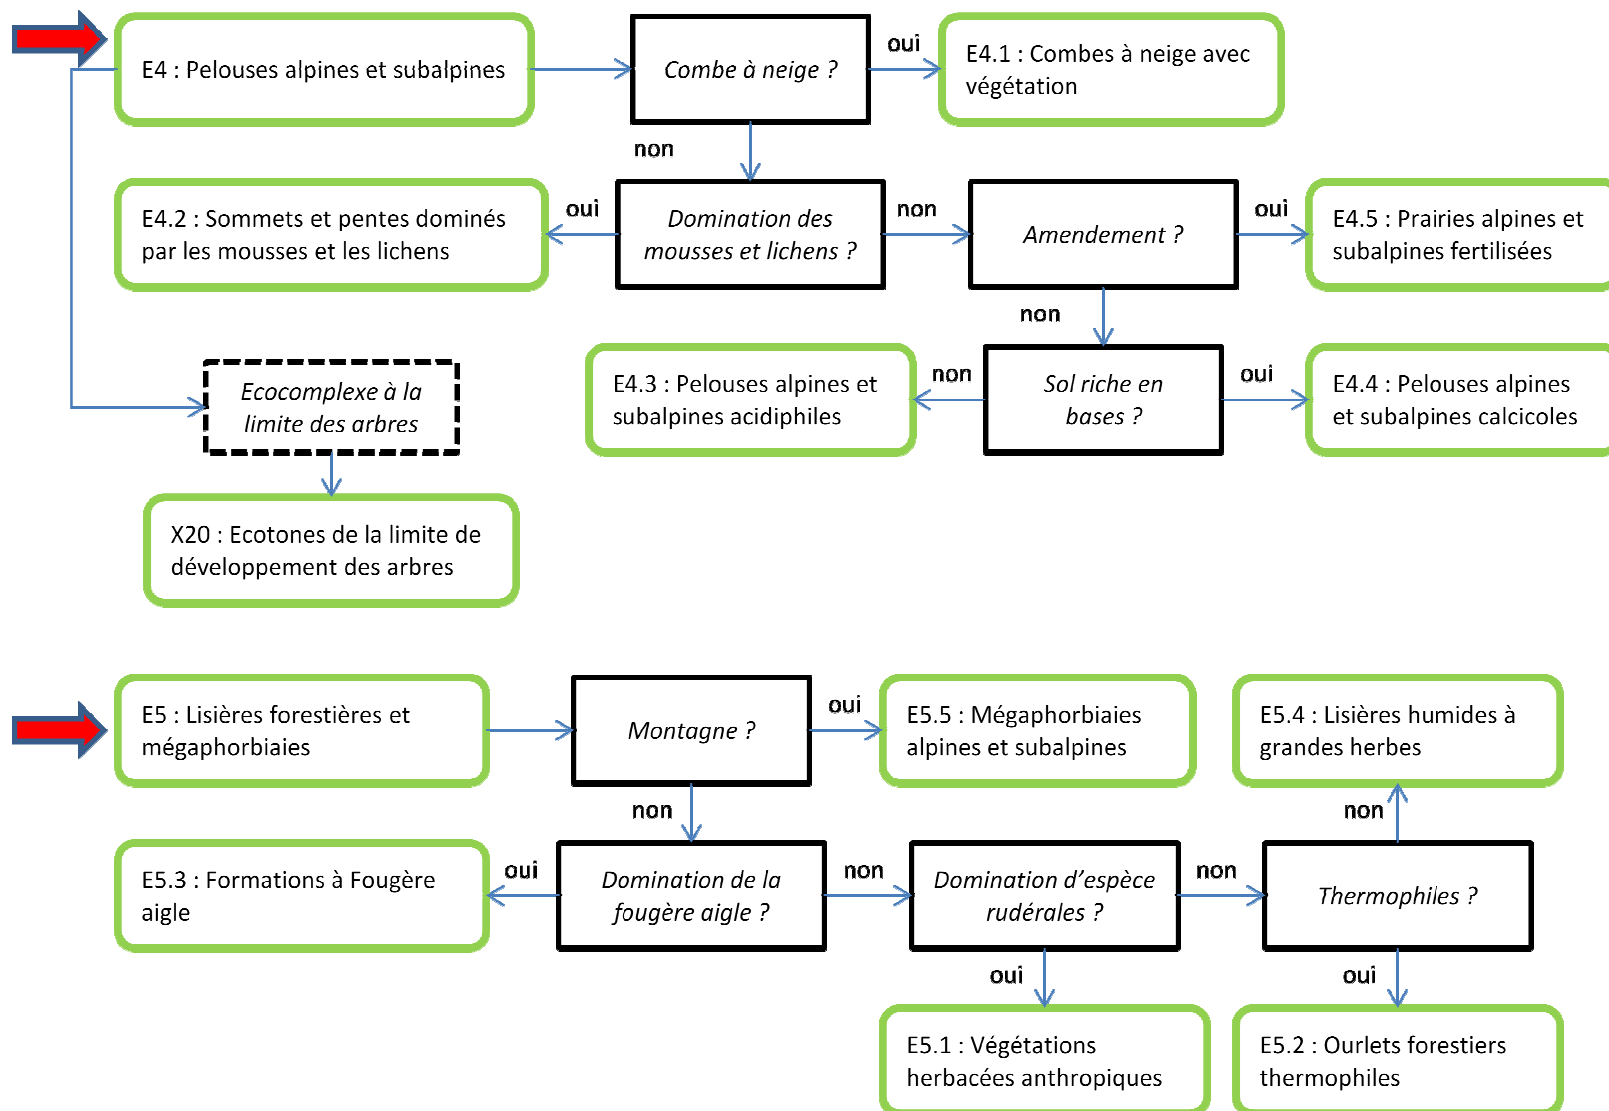 E4 : Pelouses alpines et subalpines
Combe à neige ?
oui
E4.1 : Combes à neige avec
végétation
non
E4.2 : Sommets et pentes dominés
par les mousses et les lichens
oui
Domination des
mousses et lichens ?
non
Amendement ?
oui
E4.5 : Prairies alpines et
subalpines fertilisées
non
Ecocomplexe à la
limite des arbres
E4.3 : Pelouses alpines et
subalpines acidiphiles
non
Sol riche en
bases ?
oui
E4.4 : Pelouses alpines
et subalpines calcicoles
X20 : Ecotones de la limite de
développement des arbres
E5 : Lisières forestières et
mégaphorbiaies
Montagne ?
oui
E5.5 : Mégaphorbiaies
alpines et subalpines
E5.4 : Lisières humides à
grandes herbes
non
non
E5.3 : Formations à Fougère
aigle
oui
Domination de la
fougère aigle ?
non
Domination d'espèce
rudérales ?
non
Thermophiles ?
oui
oui
E5.1 : Végétations
herbacées anthropiques
E5.2 : Ourlets forestiers
thermophiles